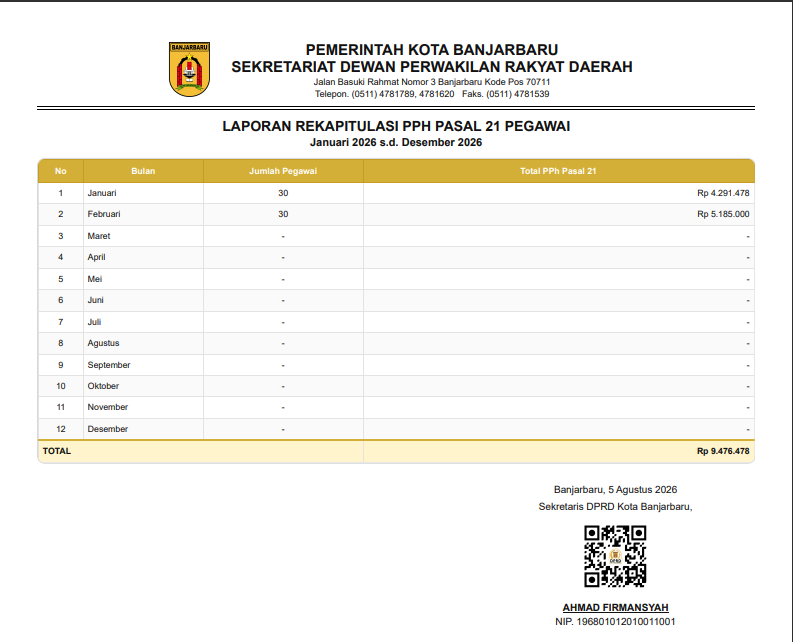 BANJARBARU
PEMERINTAH KOTA BANJARBARU
SEKRETARIAT DEWAN PERWAKILAN RAKYAT DAERAH
Jalan Basuki Rahmat Nomor 3 Banjarbaru Kode Pos 70711
Telepon. (0511) 4781789, 4781620 Faks. (0511) 4781539
LAPORAN REKAPITULASI PPH PASAL 21 PEGAWAI
Januari 2026 s.d. Desember 2026
No Bulan Jumlah Pegawai Total PPh Pasal 21
1 Januari 30 Rp 4.291.478
2 Februari 30 Rp 5.185.000
3 Maret - -
4 April - -
5 Mei - -
6 Juni - -
7 Juli - -
8 Agustus - -
9 September - -
10 Oktober - -
11 November - -
12 Desember - -
TOTAL Rp 9.476.478
Banjarbaru, 5 Agustus 2026
Sekretaris DPRD Kota Banjarbaru,
DPRD
AHMAD FIRMANSYAH
NIP. 196801012010011001